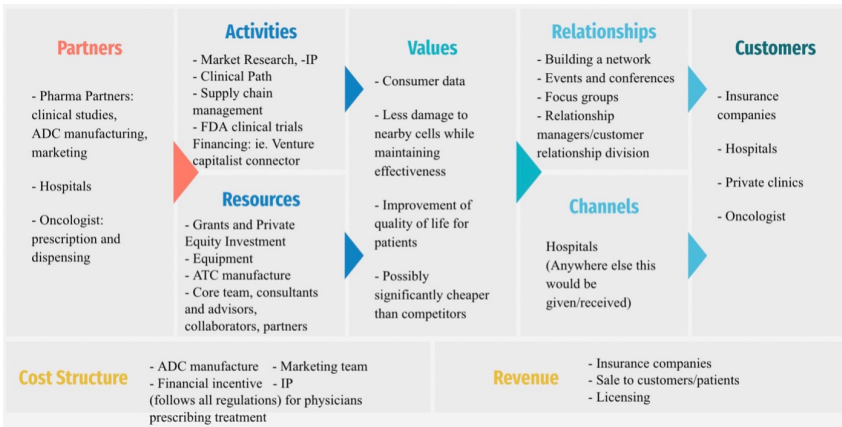 Partners
- Pharma Partners:
clinical studies,
ADC manufacturing,
marketing
- Hospitals
- Oncologist:
prescription and
dispensing
Activities
- Market Research, -IP
- Clinical Path
- Supply chain
management
- FDA clinical trials
Financing: ie. Venture
capitalist connector
Resources
- Grants and Private
Equity Investment
- Equipment
- ATC manufacture
- Core team, consultants
and advisors,
collaborators, partners
Values
- Consumer data
- Less damage to
nearby cells while
maintaining
effectiveness
- Improvement of
quality of life for
patients
- Possibly
significantly cheaper
than competitors
Relationships
- Building a network
- Events and conferences
- Focus groups
- Relationship
managers/customer
relationship division
Channels
Hospitals
(Anywhere else this
would be
given/received)
Customers
- Insurance
companies
- Hospitals
- Private clinics
- Oncologist
Cost Structure
- ADC manufacture - Marketing team
- Financial incentive - IP
(follows all regulations) for physicians
prescribing treatment
Revenue
- Insurance companies
- Sale to customers/patients
- Licensing